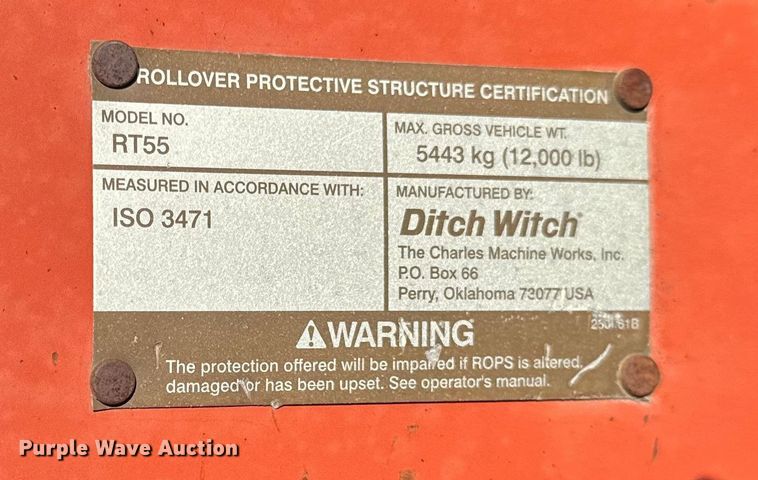 ROLLOVER PROTECTIVE STRUCTURE CERTIFICATION
MODEL NO.
RT55
MAX. GROSS VEHICLE WT.
5443 kg (12,000 lb)
MEASURED IN ACCORDANCE WITH:
ISO 3471
MANUFACTURED BY:
Ditch Witch®
The Charles Machine Works, Inc.
P.O. Box 66
Perry, Oklahoma 73077 USA
⚠WARNING
The protection offered will be impaired if ROPS is altered,
damaged or has been upset. See operator's manual.
Purple Wave Auction